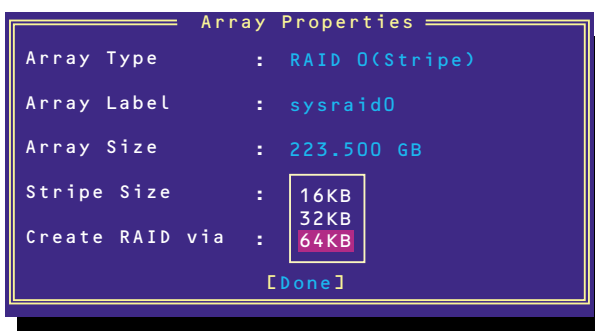 Array Properties
Array Type : RAID 0(Stripe)
Array Label : sysraid0
Array Size : 223.500 GB
Stripe Size : 16KB
32KB
Create RAID via : 64KB
[Done]